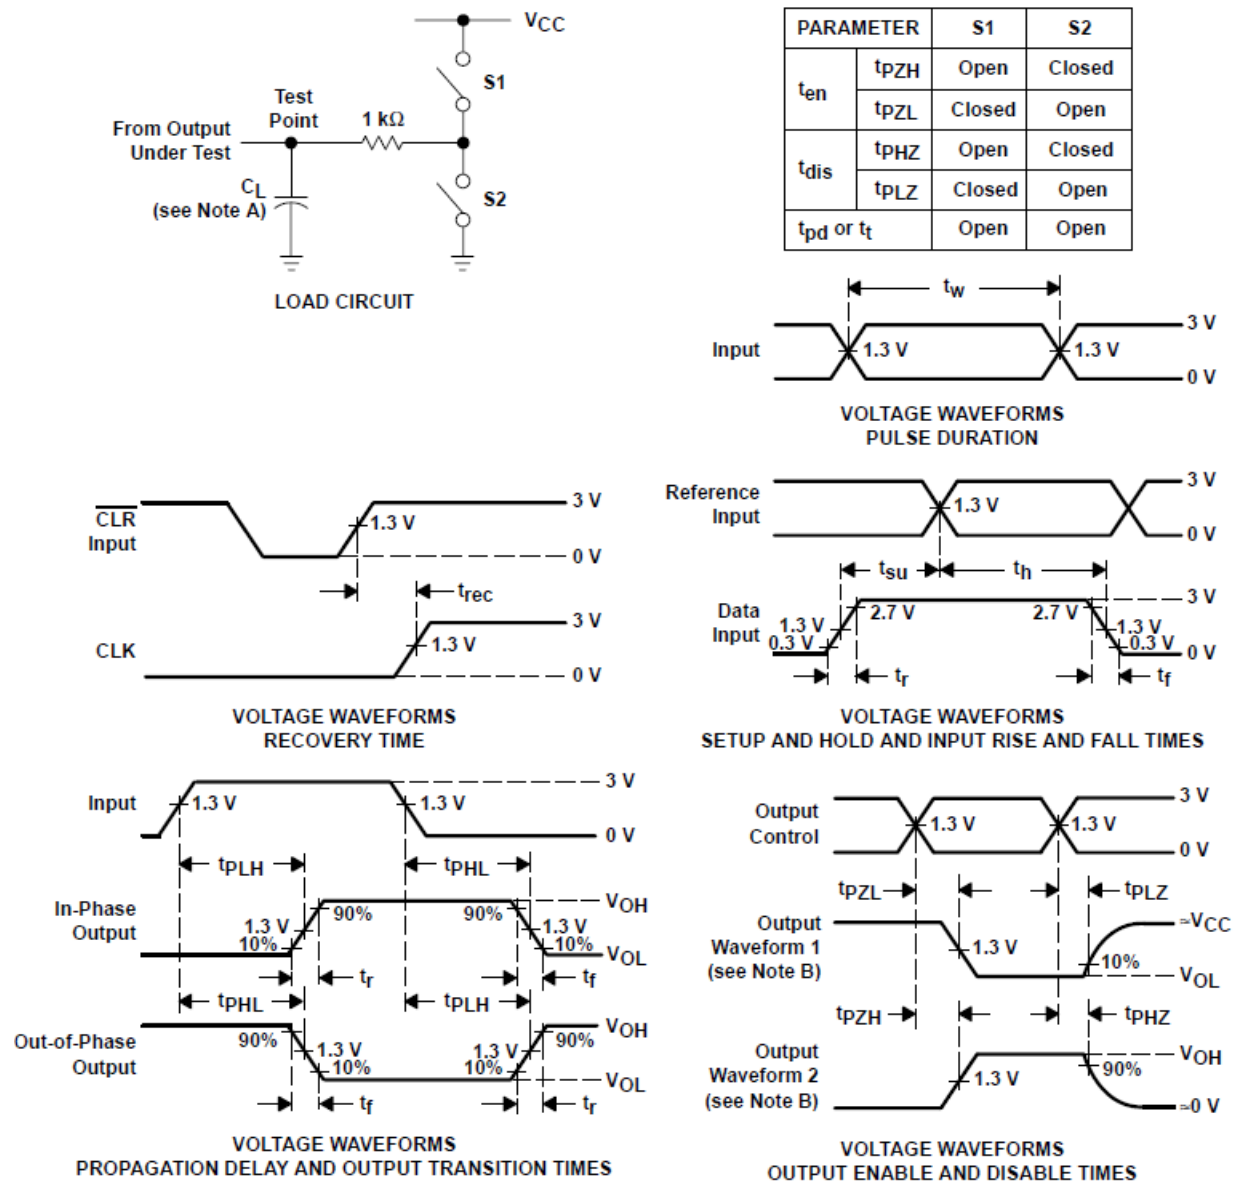 VCC
S1
Test
Point
1 kΩ
From Output
Under Test
CL
(see Note A)
S2
LOAD CIRCUIT
PARAMETER S1 S2
ten tPZH Open Closed
tPZL Closed Open
tdis tPHZ Open Closed
tPLZ Closed Open
tpd or tt Open Open
tw
Input 1.3 V 1.3 V 3 V
0 V
VOLTAGE WAVEFORMS
PULSE DURATION
CLR
Input
1.3 V
3 V
0 V
trec
CLK
1.3 V
3 V
0 V
VOLTAGE WAVEFORMS
RECOVERY TIME
Reference
Input
1.3 V
3 V
0 V
tsu th
Data
Input
1.3 V
0.3 V
2.7 V 2.7 V
1.3 V
0.3 V
3 V
0 V
tr tf
VOLTAGE WAVEFORMS
SETUP AND HOLD AND INPUT RISE AND FALL TIMES
Input
1.3 V 1.3 V
3 V
0 V
tPLH tPHL
In-Phase
Output
1.3 V
10%
90% 90%
1.3 V
10%
VOH
VOL
tr tf
tPHL tPLH
Out-of-Phase
Output
90%
1.3 V
10%
1.3 V
10%
90%
VOH
VOL
tf tr
VOLTAGE WAVEFORMS
PROPAGATION DELAY AND OUTPUT TRANSITION TIMES
Output
Control
1.3 V 1.3 V
3 V
0 V
tPZL tPLZ
Output
Waveform 1
(see Note B)
1.3 V
10%
≈VCC
VOL
tPZH tPHZ
Output
Waveform 2
(see Note B)
1.3 V
90%
VOH
≈0 V
VOLTAGE WAVEFORMS
OUTPUT ENABLE AND DISABLE TIMES